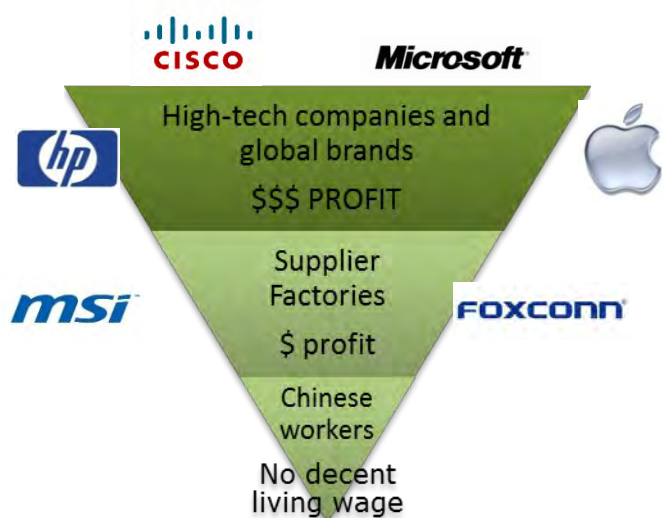 CISCO
Microsoft
High-tech companies and
global brands
$$$ PROFIT
hp
Supplier
Factories
$ profit
msi
FOXCONN
Chinese
workers
No decent
living wage